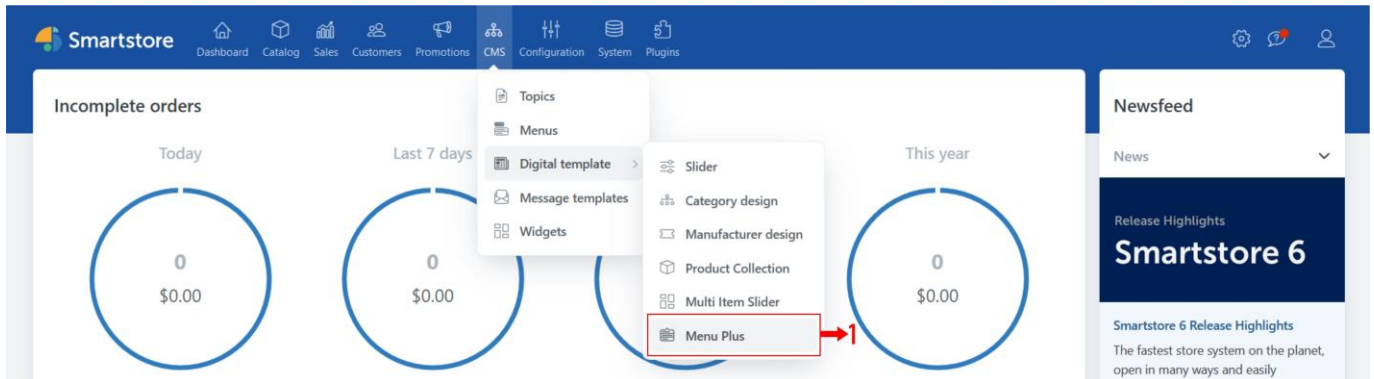 Smartstore
Dashboard Catalog Sales Customers Promotions CMS Configuration System Plugins
Incomplete orders
Today
Last 7 days
This year
0
$0.00
0
$0.00
0
$0.00
Topics
Menus
Digital template
Message templates
Widgets
Slider
Category design
Manufacturer design
Product Collection
Multi Item Slider
Menu Plus
1
Newsfeed
News
Release Highlights
Smartstore 6
Smartstore 6 Release Highlights
The fastest store system on the planet,
open in many ways and easily